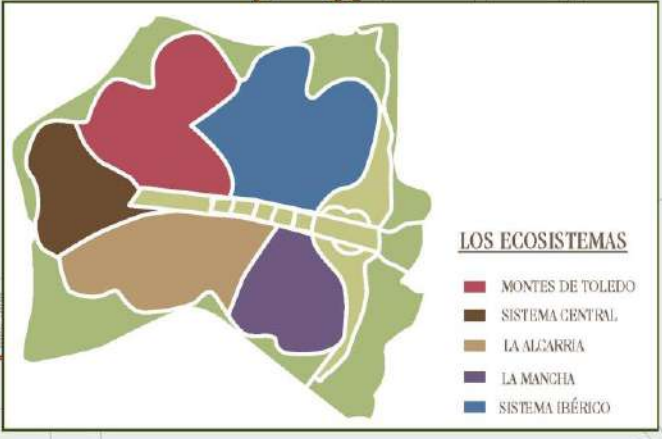 LOS ECOSISTEMAS
MONTES DE TOLEDO
SISTEMA CENTRAL
LA ALCARRIA
LA MANCHA
SISTEMA IBÉRICO